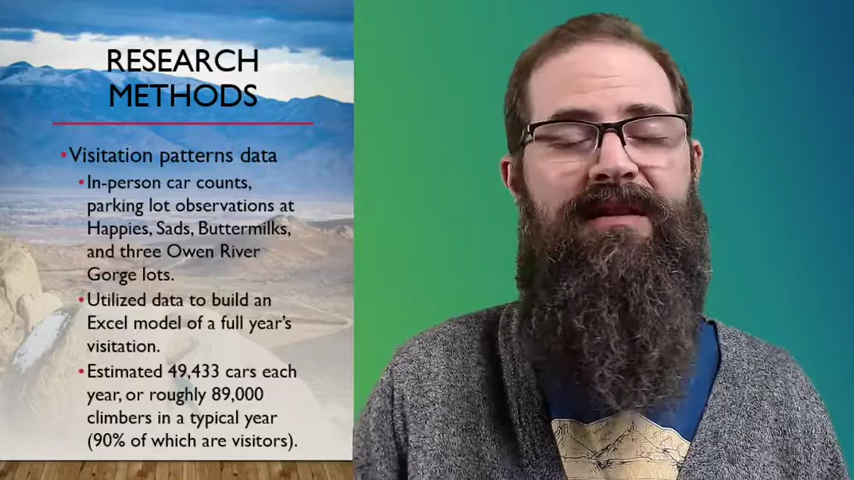 RESEARCH
METHODS
•Visitation patterns data
•In-person car counts,
parking lot observations at
Happies, Sads, Buttermilks,
and three Owen River
Gorge lots.
•Utilized data to build an
Excel model of a full year's
visitation.
•Estimated 49,433 cars each
year, or roughly 89,000
climbers in a typical year
(90% of which are visitors).